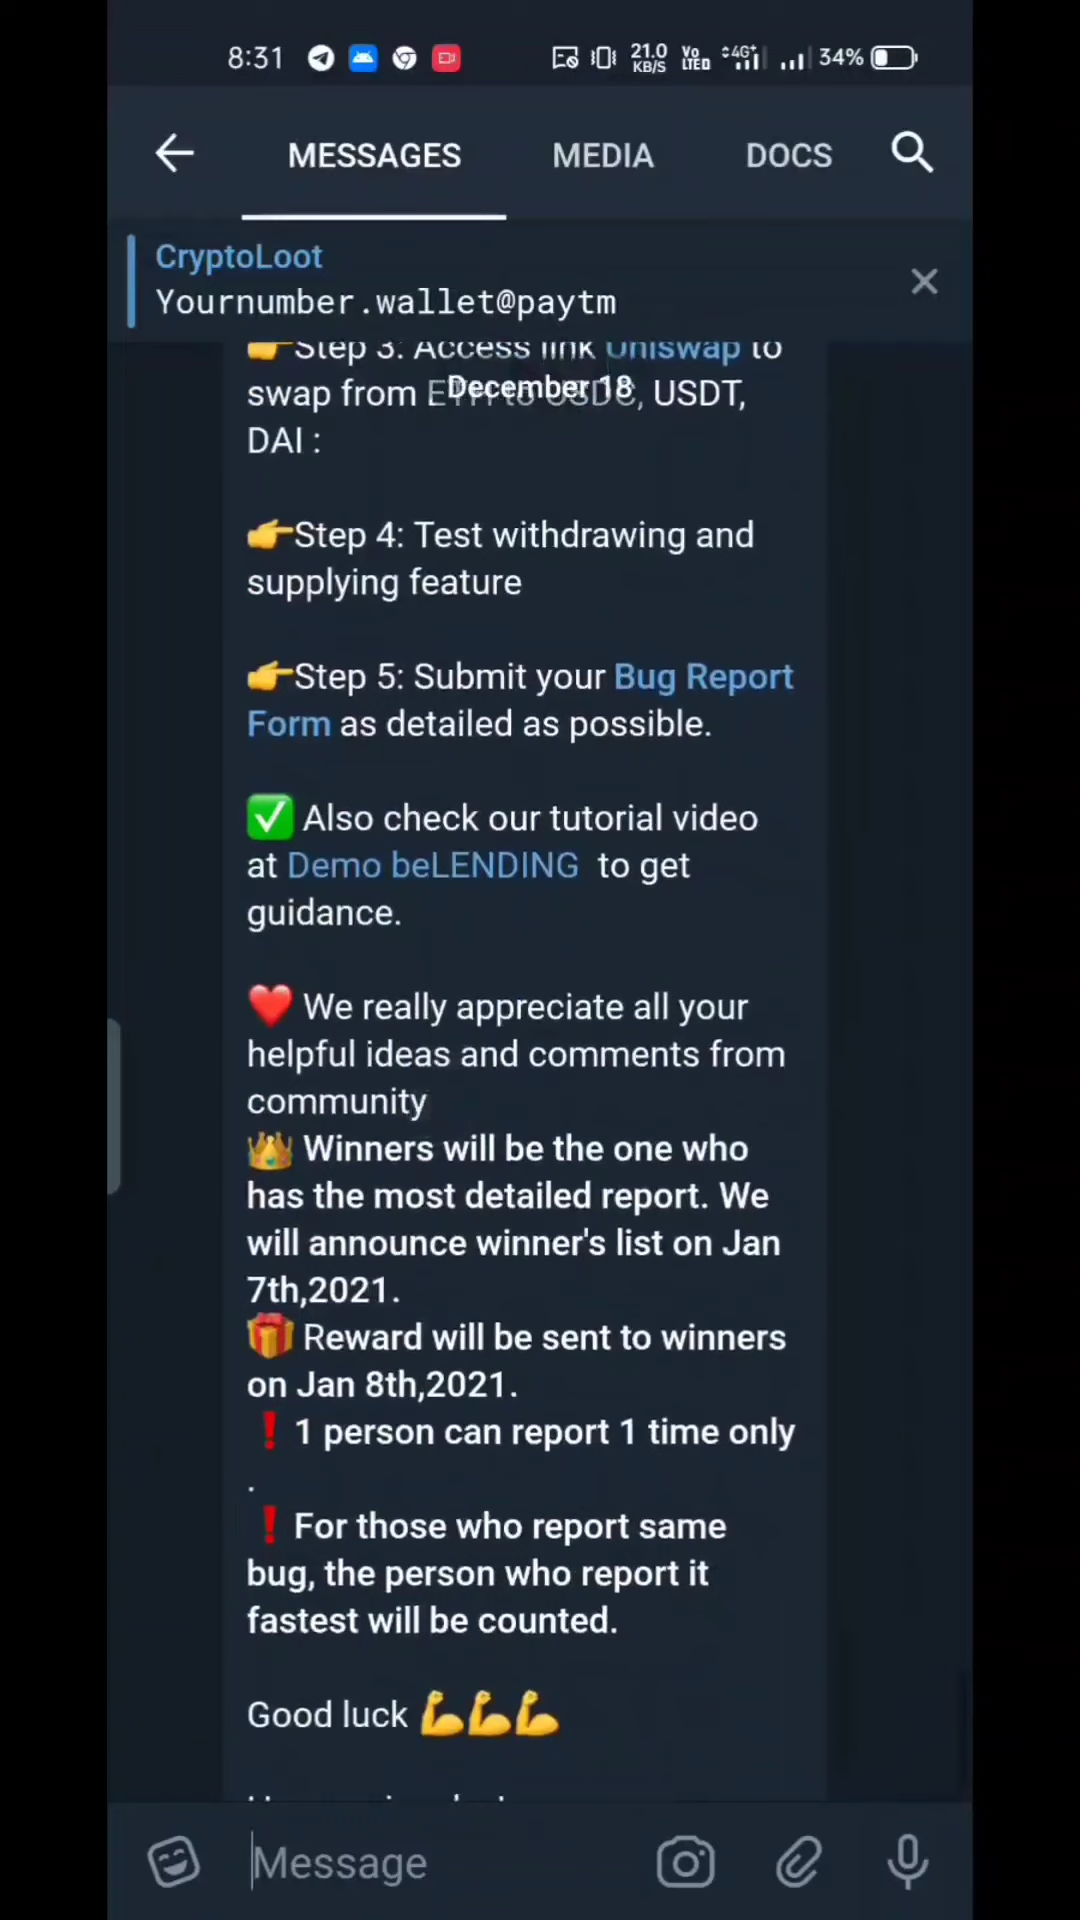 8:31 21.0 KB/S Vo LTED 4G+ 34%
MESSAGES MEDIA DOCS
CryptoLoot
Yournumber.wallet@paytm
👉Step 3: Access link Uniswap to
December 18
swap from ETH to USDC, USDT,
DAI :
👉Step 4: Test withdrawing and
supplying feature
👉Step 5: Submit your Bug Report
Form as detailed as possible.
✅ Also check our tutorial video
at Demo beLENDING to get
guidance.
❤️ We really appreciate all your
helpful ideas and comments from
community
👑 Winners will be the one who
has the most detailed report. We
will announce winner's list on Jan
7th,2021.
🎁 Reward will be sent to winners
on Jan 8th,2021.
❗ 1 person can report 1 time only
.
❗ For those who report same
bug, the person who report it
fastest will be counted.
Good luck 💪💪💪
Message